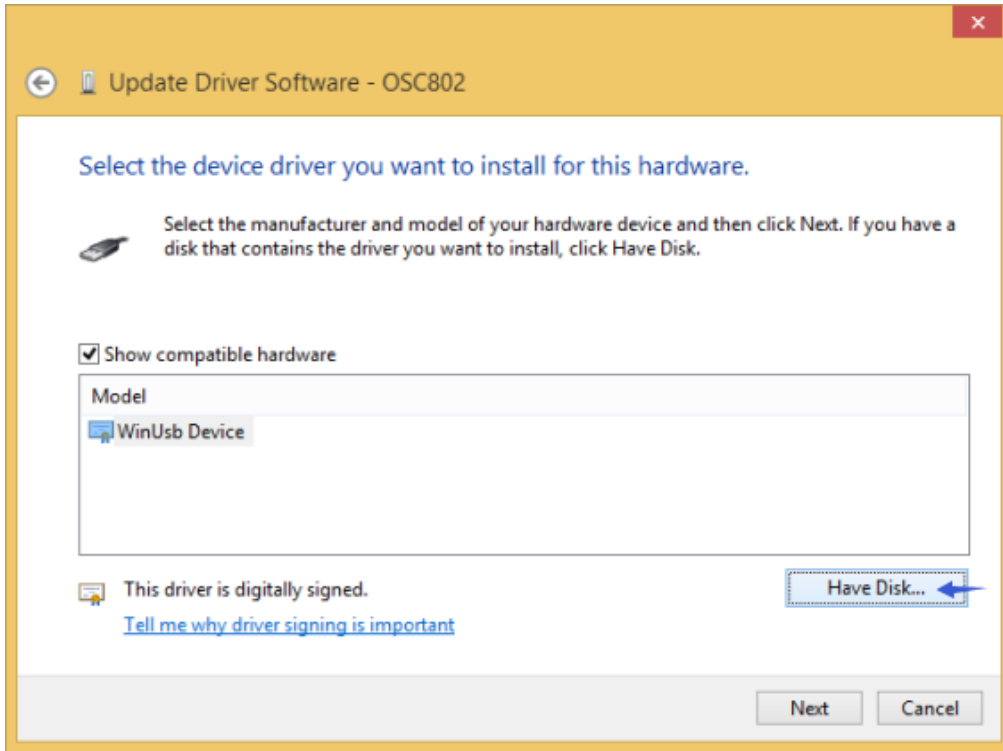 Update Driver Software - OSC802
Select the device driver you want to install for this hardware.
Select the manufacturer and model of your hardware device and then click Next. If you have a
disk that contains the driver you want to install, click Have Disk.
Show compatible hardware
Model
WinUsb Device
This driver is digitally signed.
Have Disk...
Tell me why driver signing is important
Next
Cancel